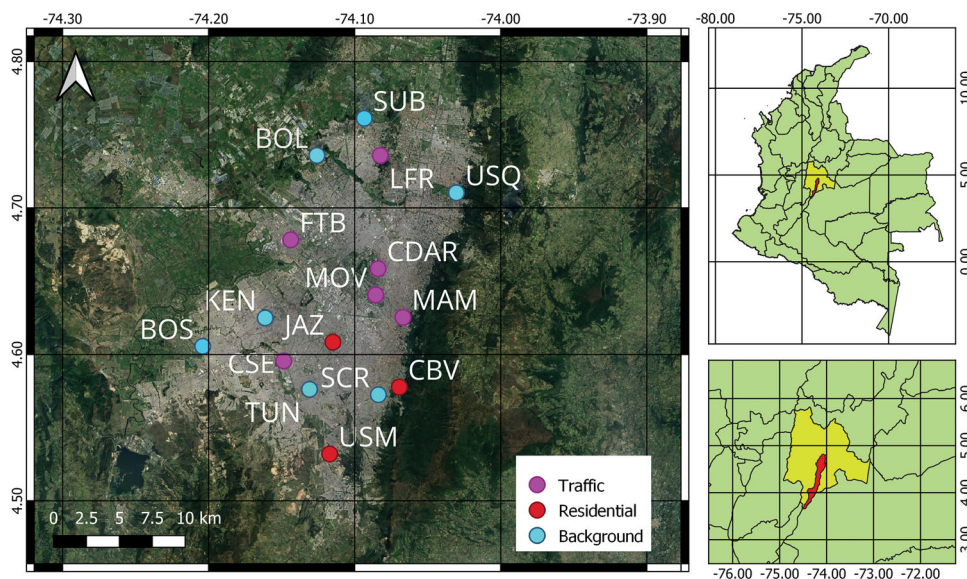 -74.30 -74.20 -74.10 -74.00 -73.90
4.80
4.70
4.60
4.50
SUB
BOL
LFR
USQ
FTB
CDAR
MOV
MAM
KEN
JAZ
BOS
CSE
SCR
CBV
TUN
USM
0 2.5 5 7.5 10 km
Traffic
Residential
Background
-80.00 -75.00 -70.00
10.00
5.00
0.00
6.00
5.00
4.00
3.00
-76.00 -75.00 -74.00 -73.00 -72.00